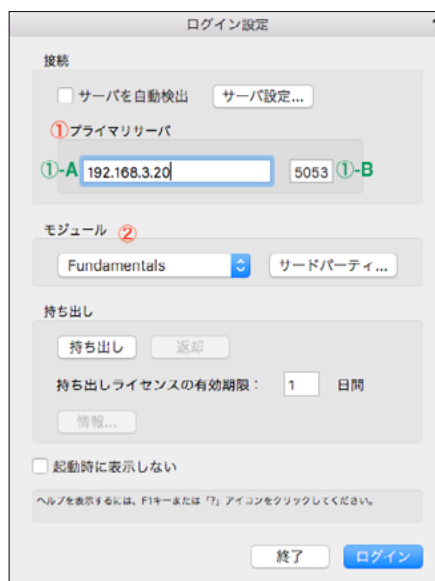 ログイン設定
接続
サーバを自動検出 サーバ設定...
①プライマリサーバ
①-A 192.168.3.20 5053 ①-B
モジュール ②
Fundamentals サードパーティ...
持ち出し
持ち出し 返却
持ち出しライセンスの有効期限： 1 日間
情報...
起動時に表示しない
ヘルプを表示するには、F1キーまたは「?」アイコンをクリックしてください。
終了 ログイン